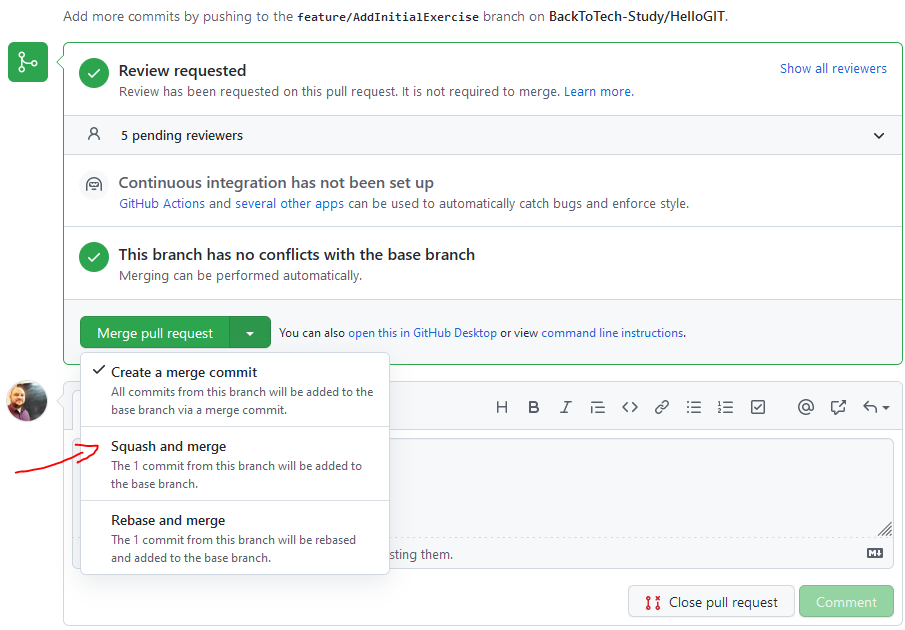 Add more commits by pushing to the feature/AddInitialExercise branch on BackToTech-Study/HelloGIT.
Review requested
Show all reviewers
Review has been requested on this pull request. It is not required to merge. Learn more.
5 pending reviewers
Continuous integration has not been set up
GitHub Actions and several other apps can be used to automatically catch bugs and enforce style.
This branch has no conflicts with the base branch
Merging can be performed automatically.
Merge pull request
You can also open this in GitHub Desktop or view command line instructions.
Create a merge commit
All commits from this branch will be added to the
base branch via a merge commit.
Squash and merge
The 1 commit from this branch will be added to
the base branch.
Rebase and merge
The 1 commit from this branch will be rebased
and added to the base branch.
sting them.
Close pull request
Comment